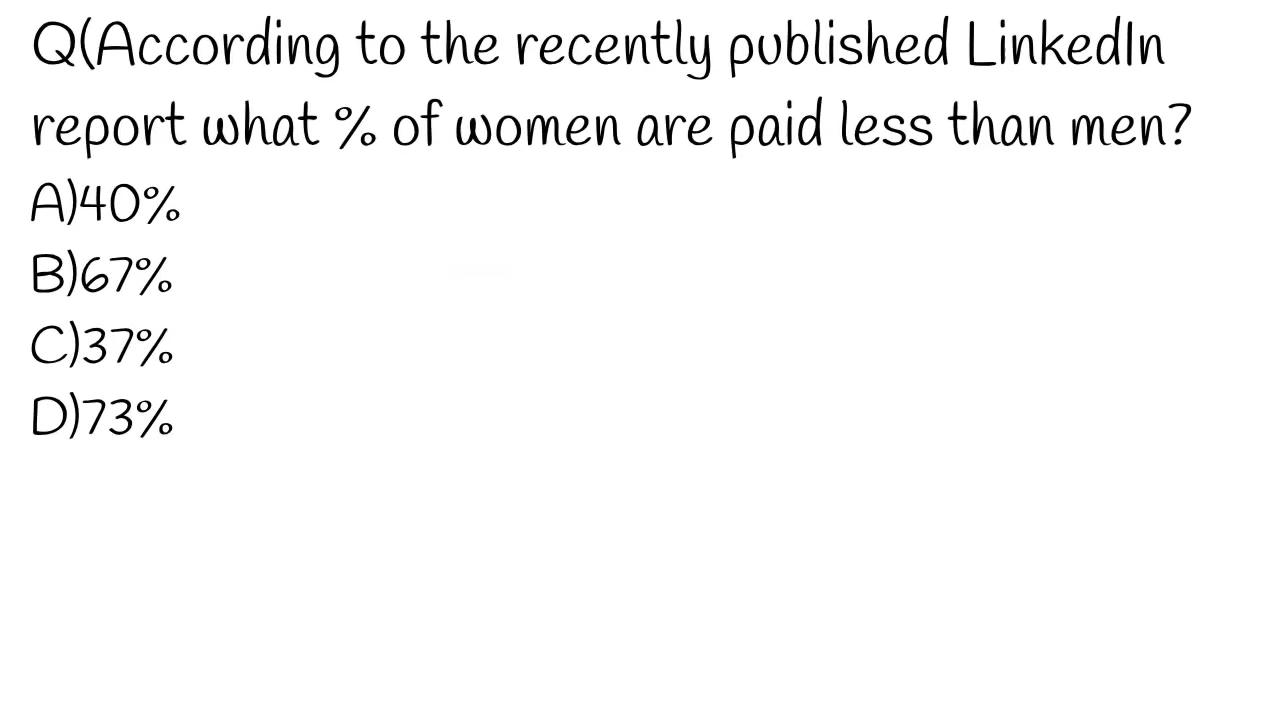 Q(According to the recently published LinkedIn
report what % of women are paid less than men?
A)40%
B)67%
C)37%
D)73%